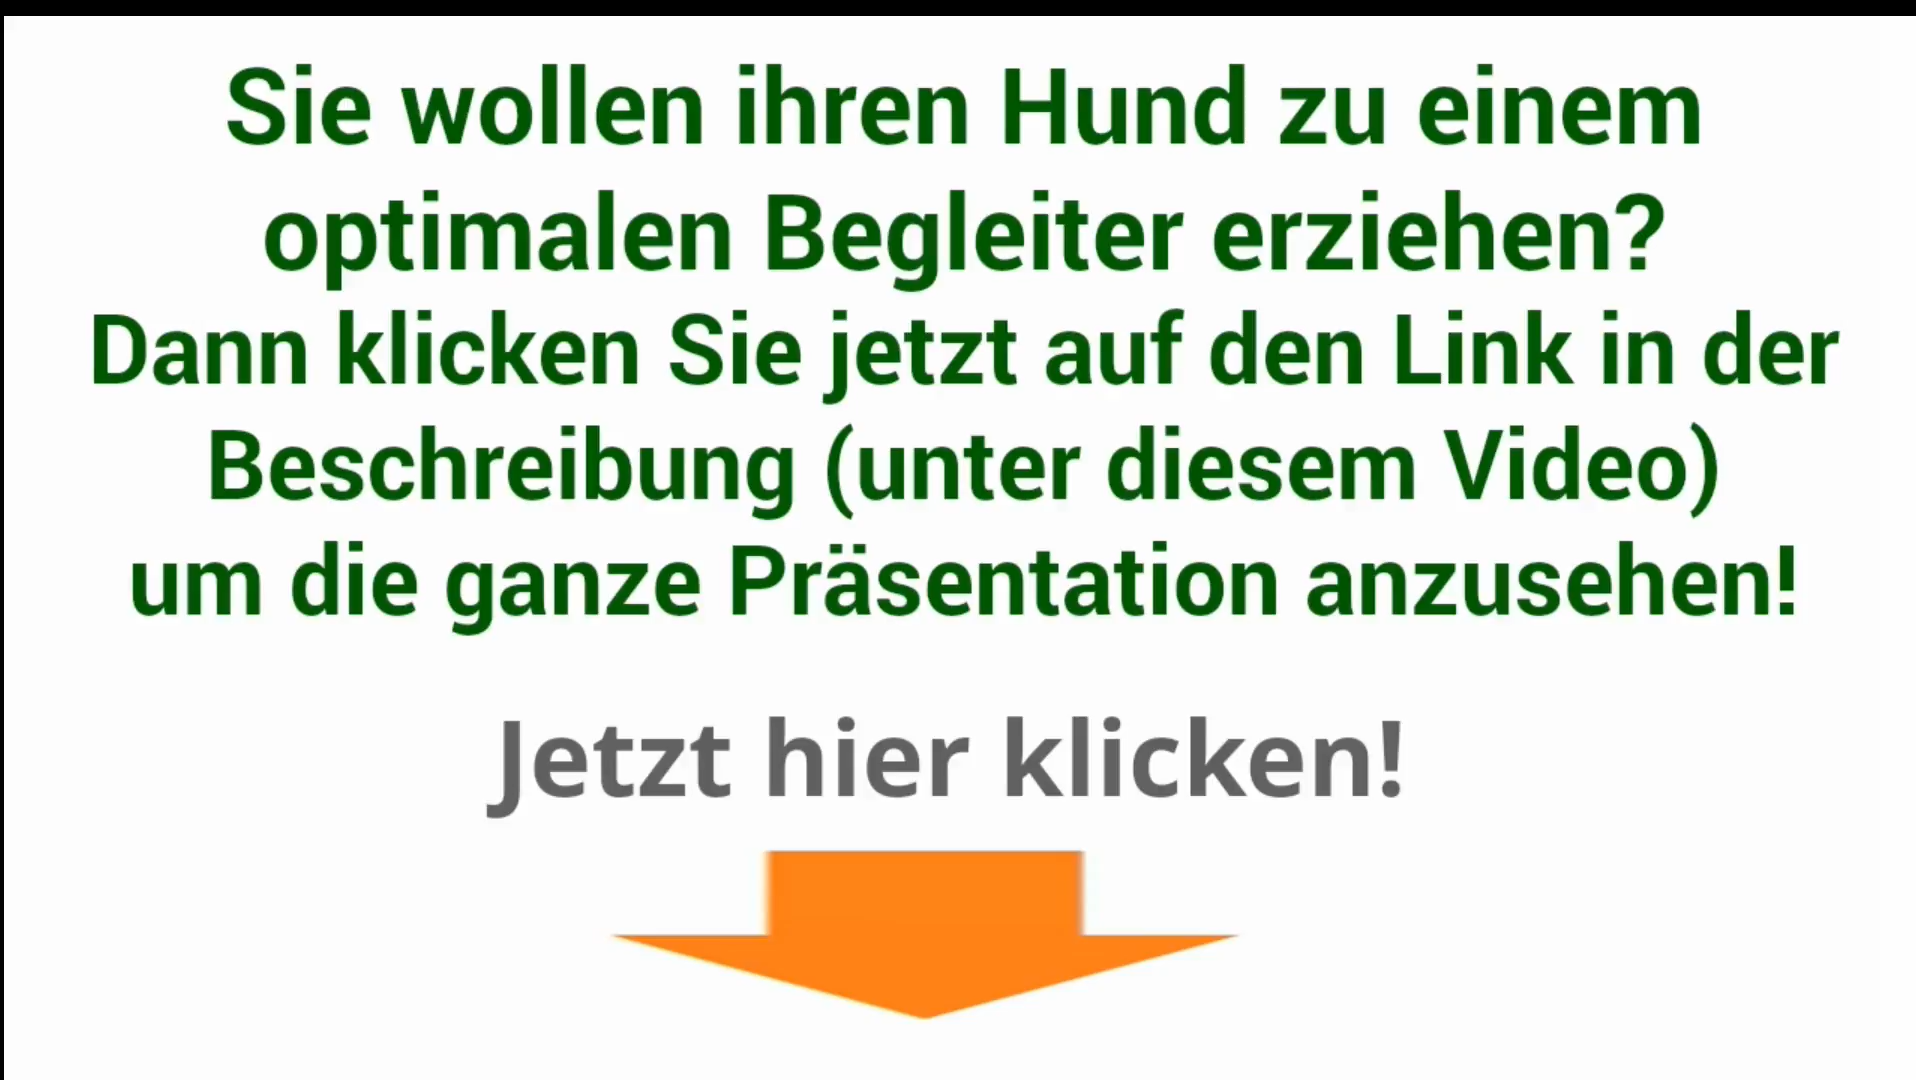 Sie wollen ihren Hund zu einem
optimalen Begleiter erziehen?
Dann klicken Sie jetzt auf den Link in der
Beschreibung (unter diesem Video)
um die ganze Präsentation anzusehen!
Jetzt hier klicken!